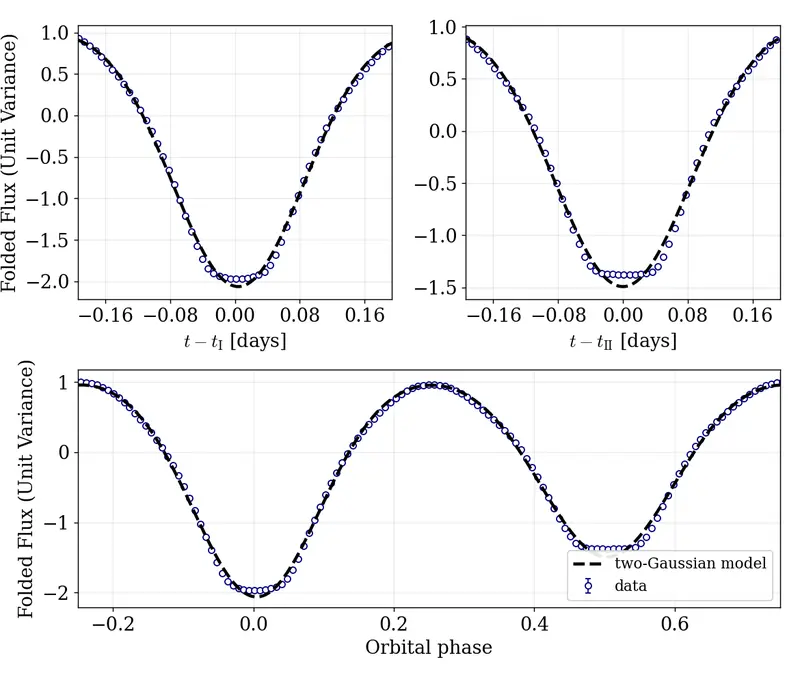 Folded Flux (Unit Variance)
1.0
0.5
0.0
−0.5
−1.0
−1.5
−2.0
−0.16 −0.08 0.00 0.08 0.16
t − tI [days]
1.0
0.5
0.0
−0.5
−1.0
−1.5
−0.16 −0.08 0.00 0.08 0.16
t − tII [days]
Folded Flux (Unit Variance)
1
0
−1
−2
two-Gaussian model
data
−0.2 0.0 0.2 0.4 0.6
Orbital phase